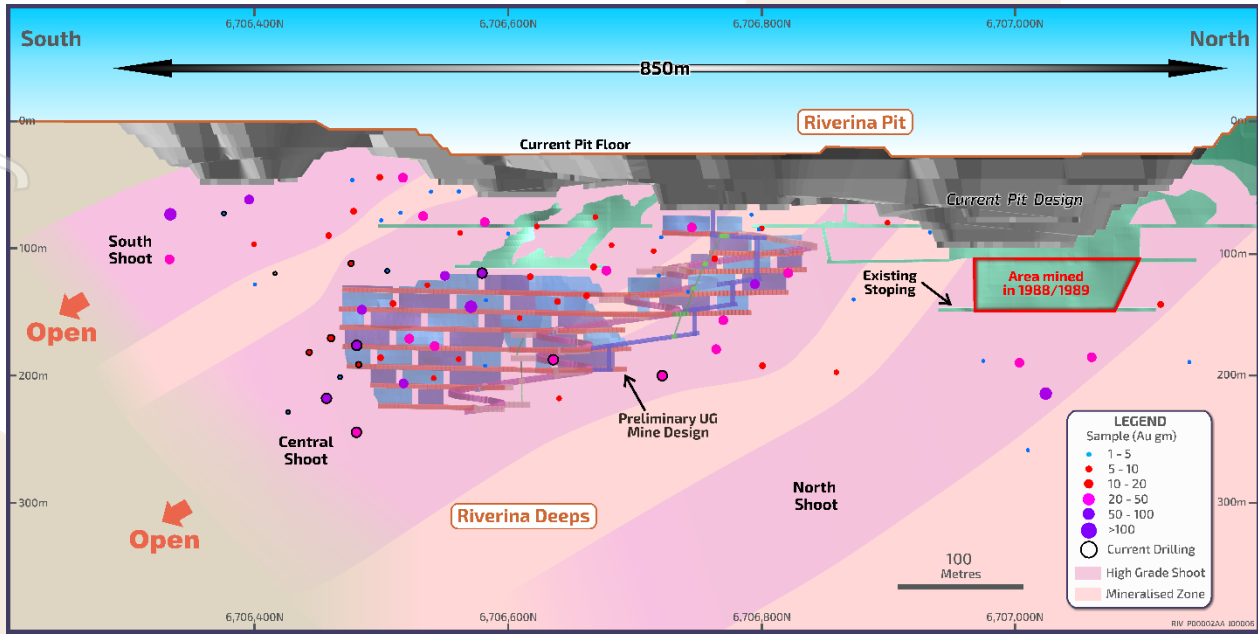 6,706,400N
6,706,600N
6,706,800N
6,707,000N
South
North
850m
0m
0m
Riverina Pit
Current Pit Floor
Current Pit Design
South
Shoot
100m
100m
Existing
Stoping
Area mined
in 1988/1989
Open
200m
200m
Preliminary UG
Mine Design
Central
Shoot
North
Shoot
300m
300m
Riverina Deeps
Open
100
Metres
LEGEND
Sample (Au gm)
1 - 5
5 - 10
10 - 20
20 - 50
50 - 100
>100
Current Drilling
High Grade Shoot
Mineralised Zone
6,706,400N
6,706,600N
6,706,800N
6,707,000N